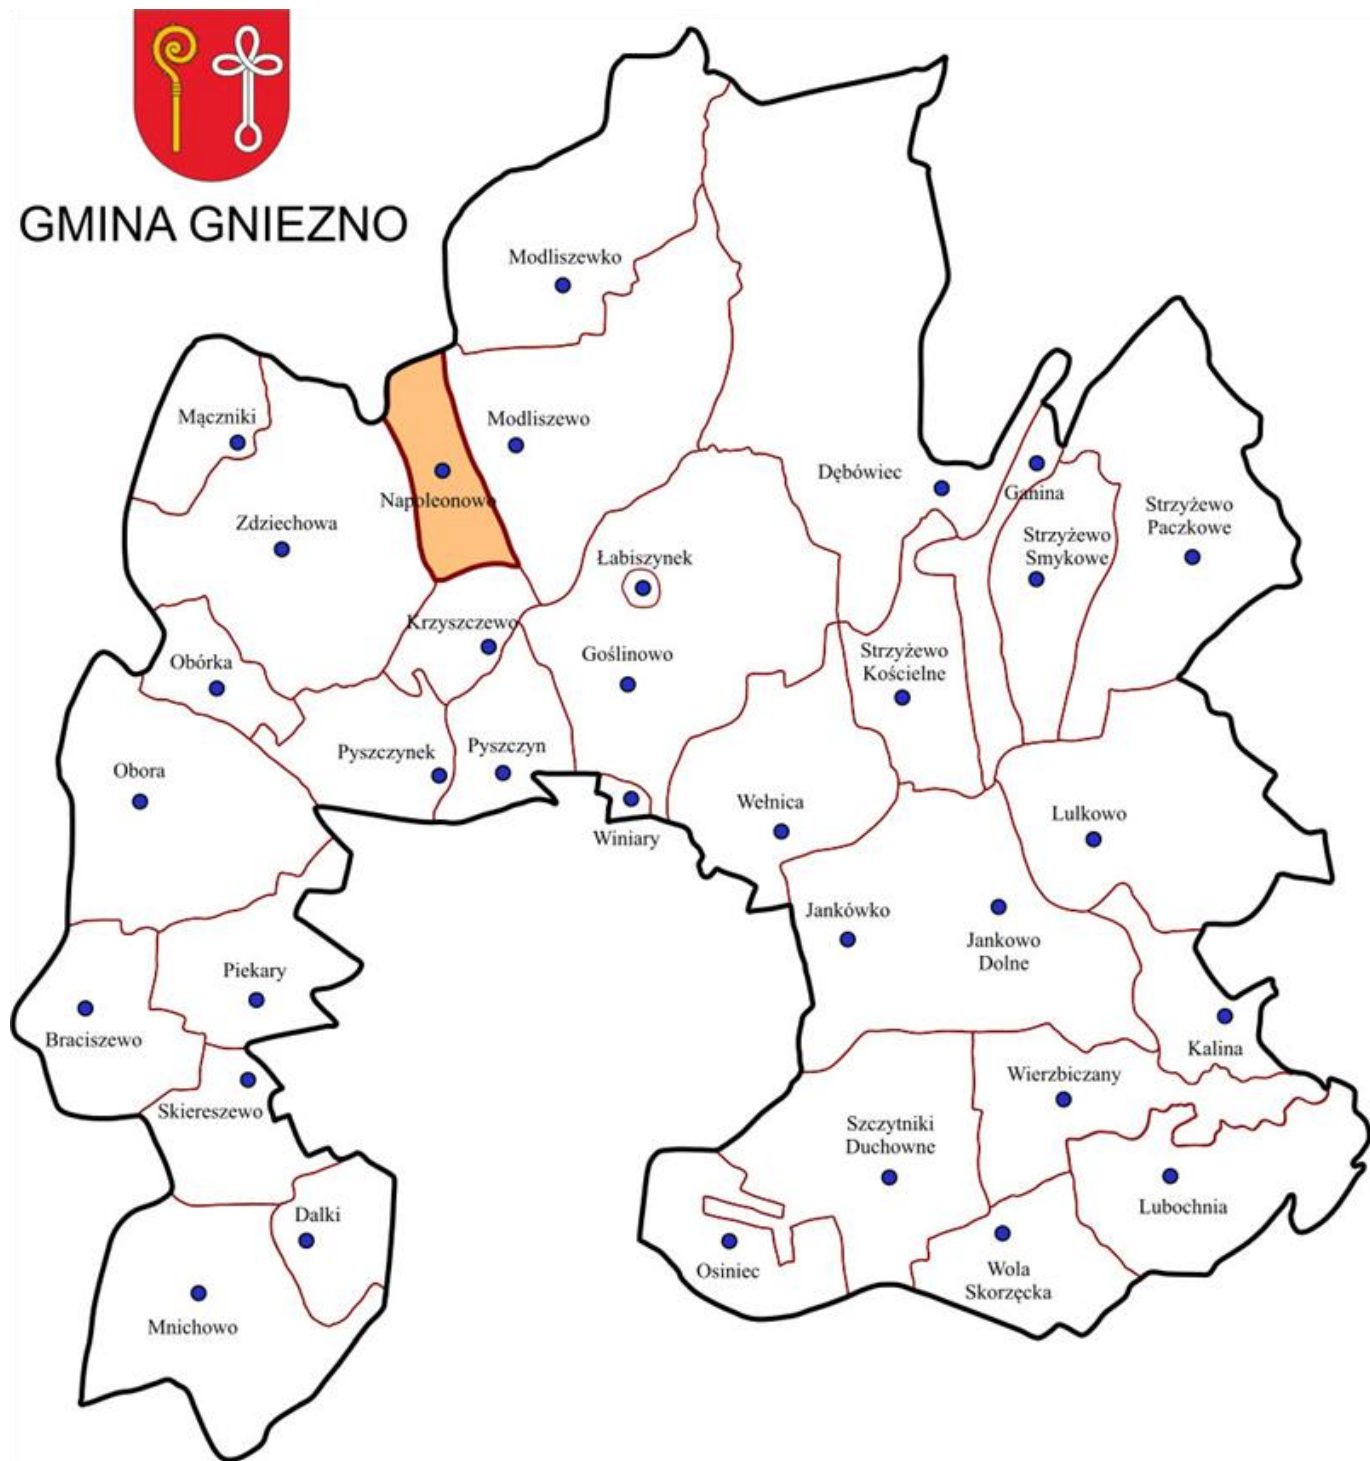 GMINA GNIEZNO
Modliszewko
Mączniki
Modliszewo
Napoleonowo
Dębówiec
Ganina
Strzyżewo
Paczkowe
Zdziechowa
Strzyżewo
Smykowe
Łabiszynek
Krzyszczewo
Goślinowo
Strzyżewo
Kościelne
Obórka
Pyszczynek
Pyszczyn
Obora
Winiary
Wełnica
Lulkowo
Jankówko
Jankowo
Dolne
Piekary
Braciszewo
Kalina
Skiereszewo
Wierzbiczany
Szczytniki
Duchowne
Lubochnia
Dalki
Osiniec
Wola
Skorzęcka
Mnichowo